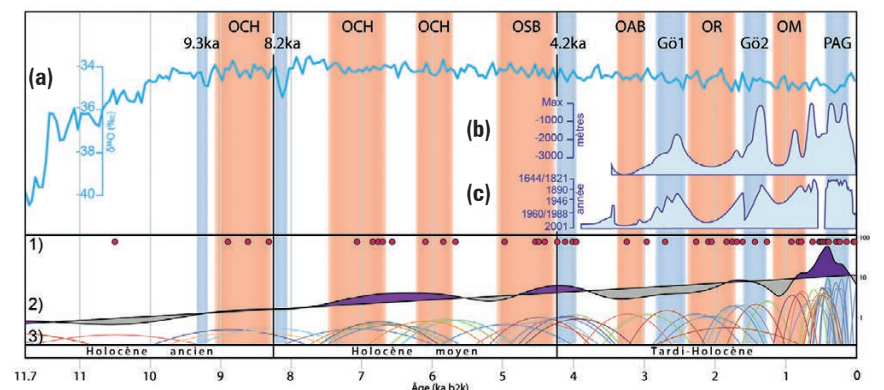 OCH OCH OCH OSB OAB OR OM
9.3ka 8.2ka 4.2ka Gö1 Gö2 PAG
(a)
-34
-36
-38
-40
δ¹⁸O (‰)
(b)
Max
-1000
-2000
-3000
mètres
(c)
1644/1821
1890
1946
1960/1988
2001
année
1)
2)
3)
100
10
1
Holocène ancien Holocène moyen Tardi-Holocène
11.7 11 10 9 8 7 6 5 4 3 2 1 0
Âge (ka b2k)